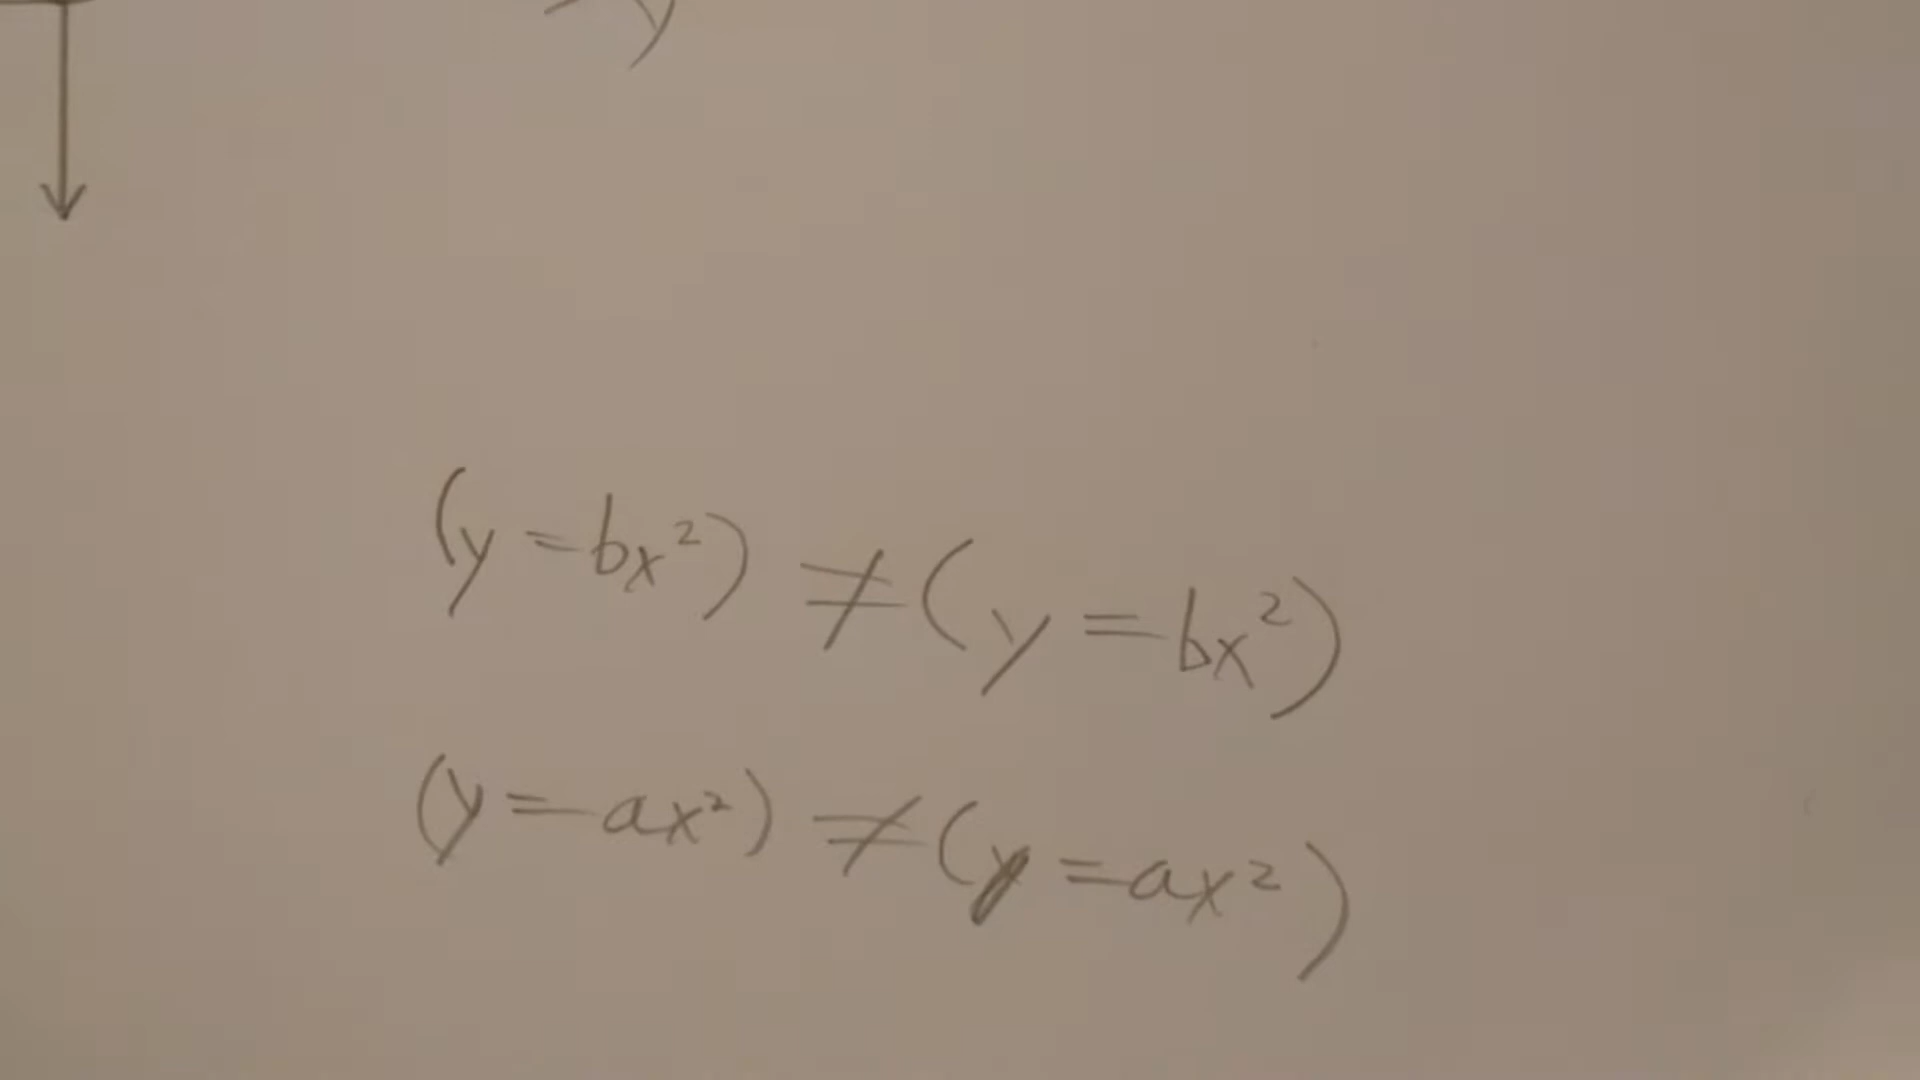 y
(y = bx²) ≠ (y = bx²)
(y = ax²) ≠ (y = ax²)